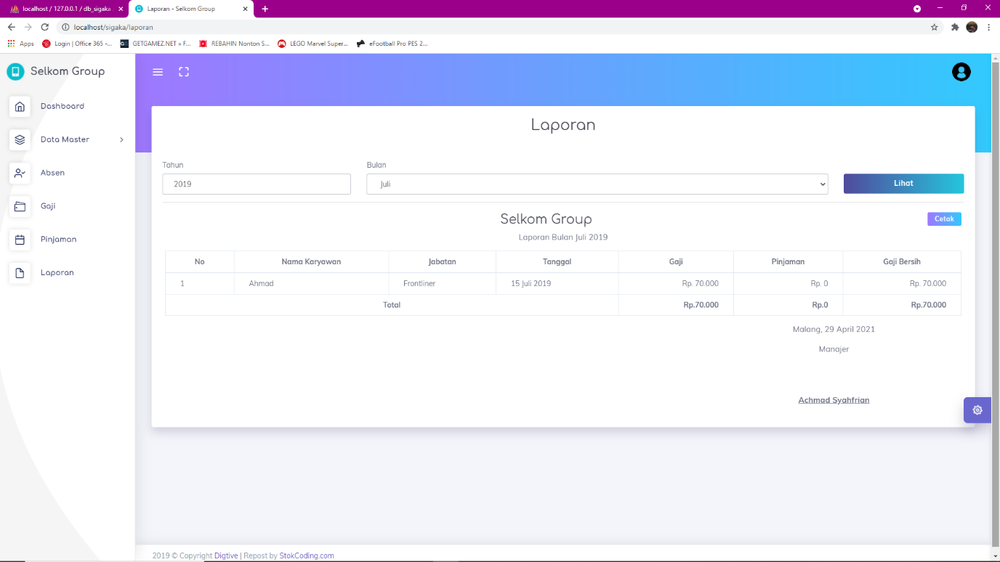 localhost / 127.0.0.1 / db_sigaka
Laporan - Selkom Group
localhost/sigaka/laporan
Apps
Login | Office 365 -...
GETGAMEZ.NET » F...
REBAHIN Nonton S...
LEGO Marvel Super...
eFootball Pro PES 2...
Selkom Group
Dashboard
Data Master
Absen
Gaji
Pinjaman
Laporan
Laporan
Tahun Bulan
2019 Juli Lihat
Selkom Group Cetak
Laporan Bulan Juli 2019
No Nama Karyawan Jabatan Tanggal Gaji Pinjaman Gaji Bersih
1 Ahmad Frontliner 15 Juli 2019 Rp. 70.000 Rp. 0 Rp. 70.000
Total Rp.70.000 Rp.0 Rp.70.000
Malang, 29 April 2021
Manajer
Achmad Syahfrian
2019 © Copyright Digtive | Repost by StokCoding.com